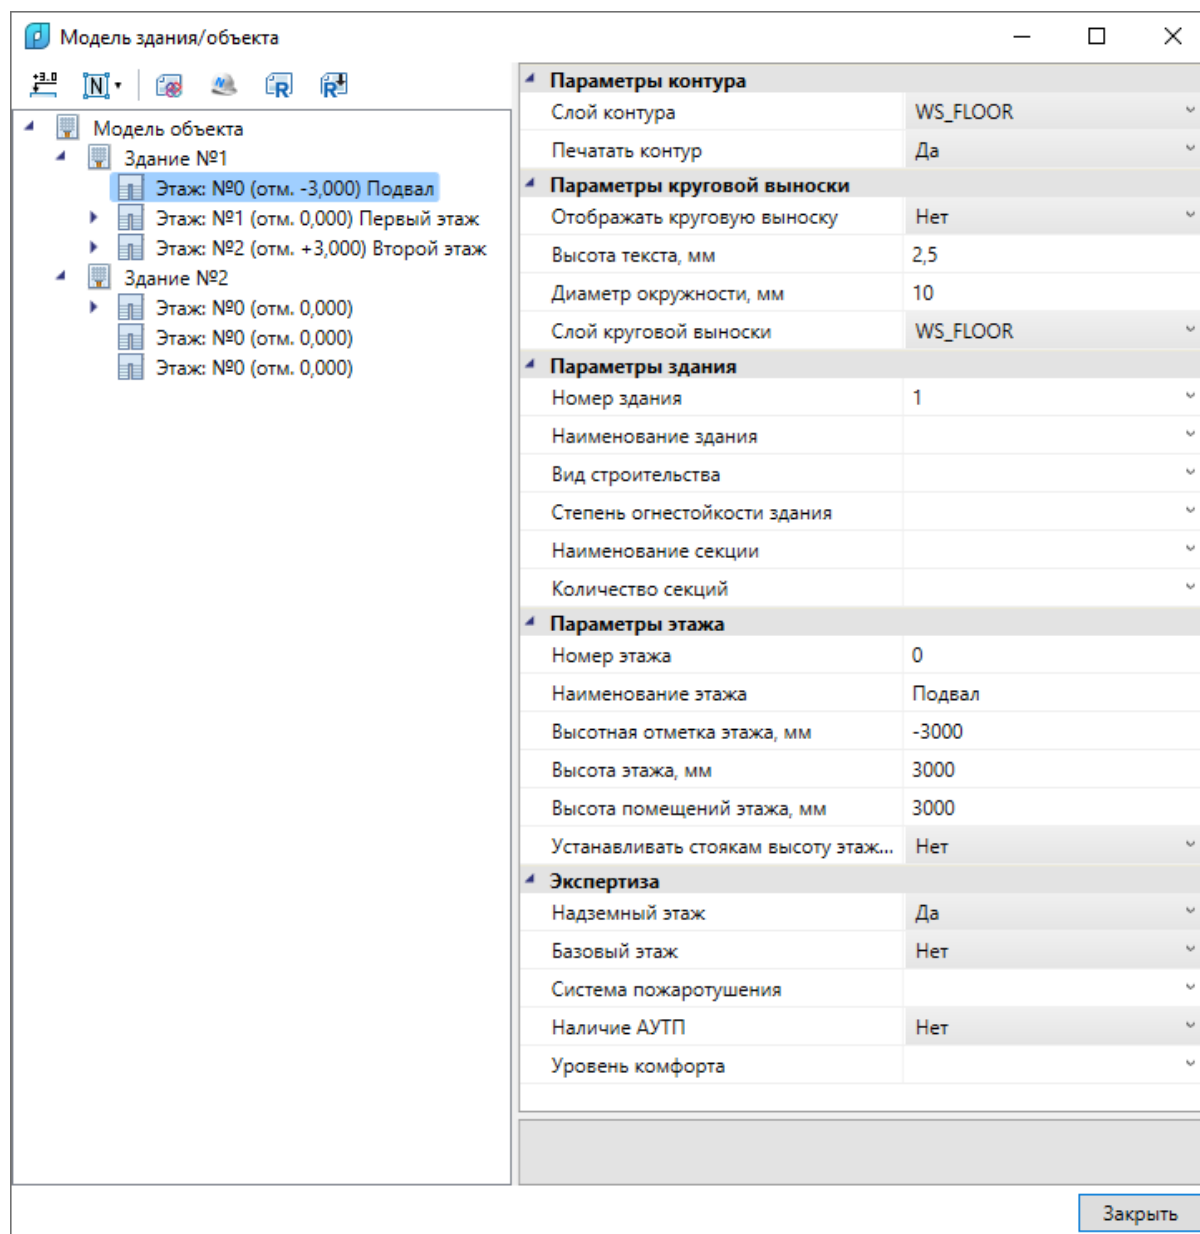 Модель здания/объекта
+3.0
N
R
R
Модель объекта
Здание №1
Этаж: №0 (отм. -3,000) Подвал
Этаж: №1 (отм. 0,000) Первый этаж
Этаж: №2 (отм. +3,000) Второй этаж
Здание №2
Этаж: №0 (отм. 0,000)
Этаж: №0 (отм. 0,000)
Этаж: №0 (отм. 0,000)
Параметры контура
Слой контура WS_FLOOR
Печатать контур Да
Параметры круговой выноски
Отображать круговую выноску Нет
Высота текста, мм 2,5
Диаметр окружности, мм 10
Слой круговой выноски WS_FLOOR
Параметры здания
Номер здания 1
Наименование здания
Вид строительства
Степень огнестойкости здания
Наименование секции
Количество секций
Параметры этажа
Номер этажа 0
Наименование этажа Подвал
Высотная отметка этажа, мм -3000
Высота этажа, мм 3000
Высота помещений этажа, мм 3000
Устанавливать стоякам высоту этаж... Нет
Экспертиза
Надземный этаж Да
Базовый этаж Нет
Система пожаротушения
Наличие АУТП Нет
Уровень комфорта
Закрыть